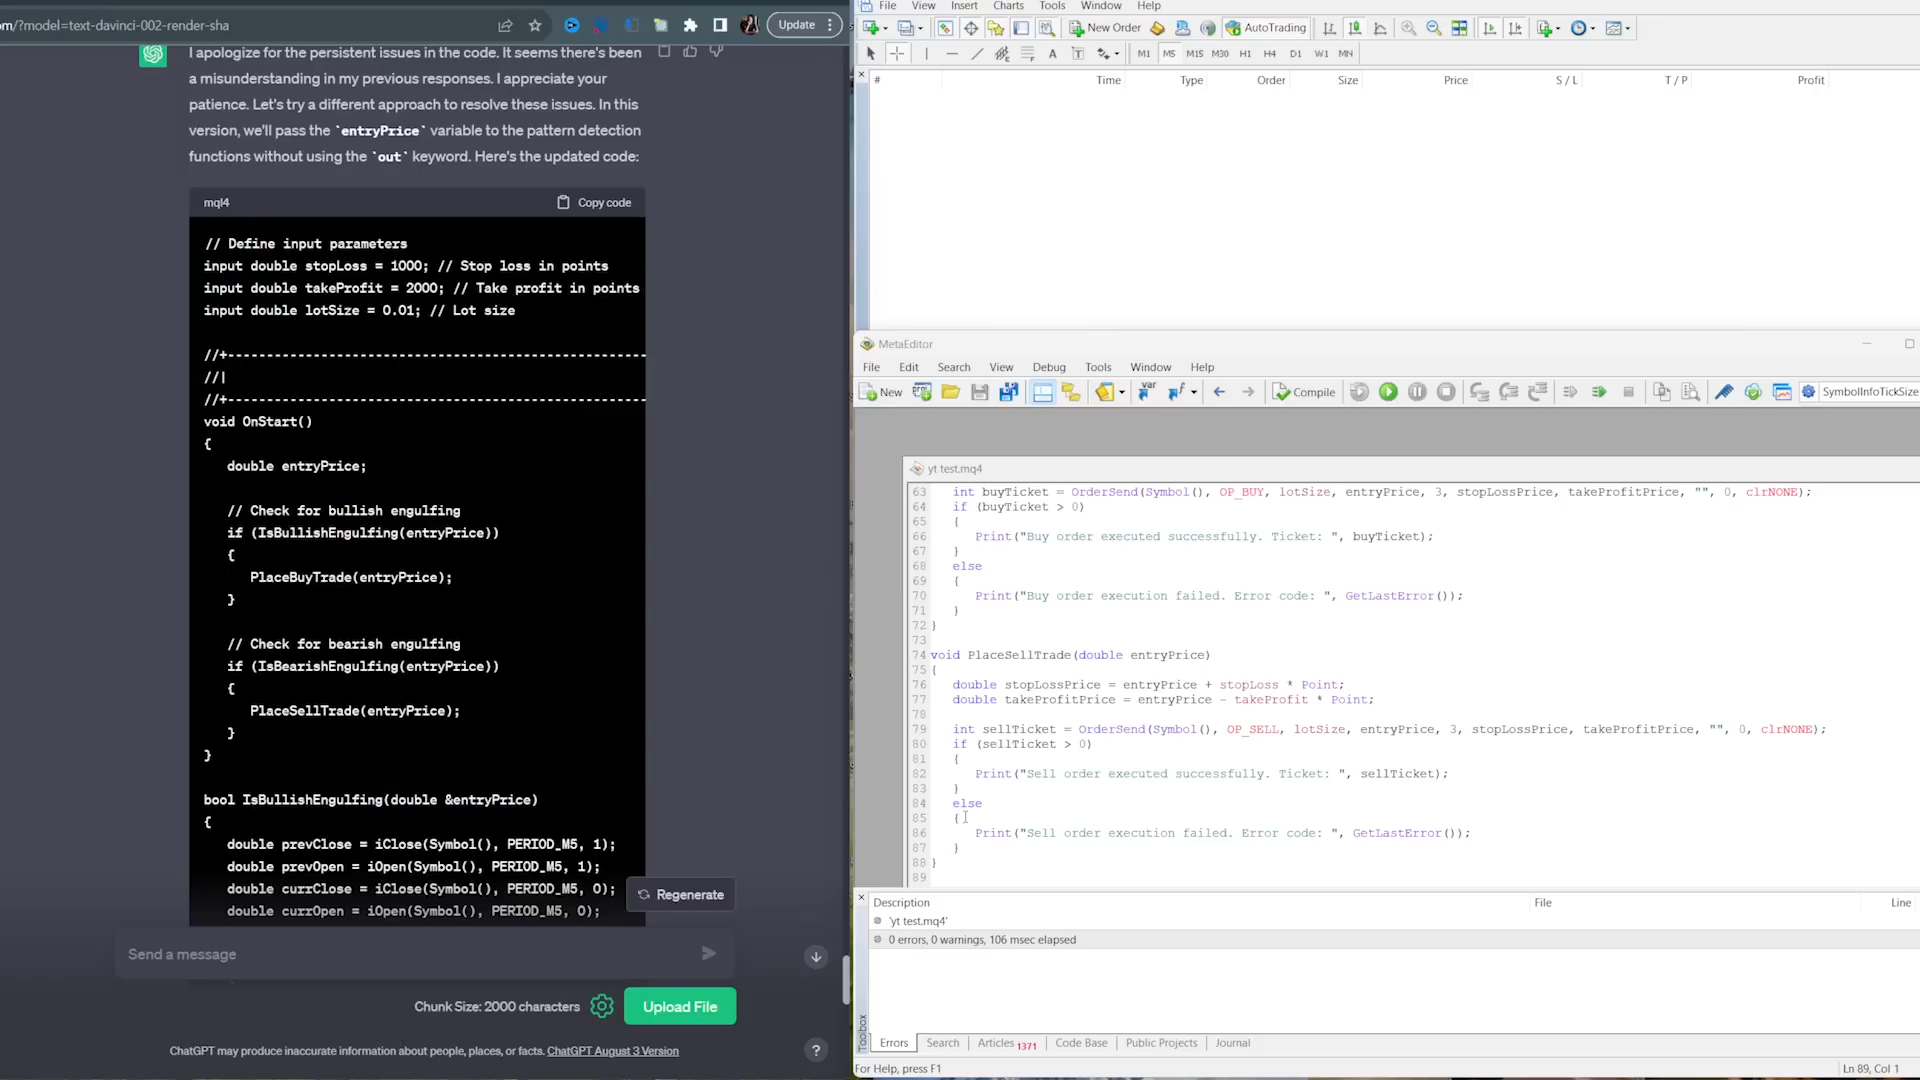 om/?model=text-davinci-002-render-sha
Update
I apologize for the persistent issues in the code. It seems there's been
a misunderstanding in my previous responses. I appreciate your
patience. Let's try a different approach to resolve these issues. In this
version, we'll pass the `entryPrice` variable to the pattern detection
functions without using the `out` keyword. Here's the updated code:
mql4
Copy code
// Define input parameters
input double stopLoss = 1000; // Stop loss in points
input double takeProfit = 2000; // Take profit in points
input double lotSize = 0.01; // Lot size
//+------------------------------------------------------
//|
//+------------------------------------------------------
void OnStart()
{
double entryPrice;
// Check for bullish engulfing
if (IsBullishEngulfing(entryPrice))
{
PlaceBuyTrade(entryPrice);
}
// Check for bearish engulfing
if (IsBearishEngulfing(entryPrice))
{
PlaceSellTrade(entryPrice);
}
}
bool IsBullishEngulfing(double &entryPrice)
{
double prevClose = iClose(Symbol(), PERIOD_M5, 1);
double prevOpen = iOpen(Symbol(), PERIOD_M5, 1);
double currClose = iClose(Symbol(), PERIOD_M5, 0);
double currOpen = iOpen(Symbol(), PERIOD_M5, 0);
Regenerate
Send a message
Chunk Size: 2000 characters
Upload File
ChatGPT may produce inaccurate information about people, places, or facts. ChatGPT August 3 Version
?
File View Insert Charts Tools Window Help
New Order AutoTrading
A T M1 M5 M15 M30 H1 H4 D1 W1 MN
# Time Type Order Size Price S / L T / P Profit
MetaEditor
File Edit Search View Debug Tools Window Help
New Compile SymbolInfoTickSize
yt test.mq4
63 int buyTicket = OrderSend(Symbol(), OP_BUY, lotSize, entryPrice, 3, stopLossPrice, takeProfitPrice, "", 0, clrNONE);
64 if (buyTicket > 0)
65 {
66 Print("Buy order executed successfully. Ticket: ", buyTicket);
67 }
68 else
69 {
70 Print("Buy order execution failed. Error code: ", GetLastError());
71 }
72 }
73
74 void PlaceSellTrade(double entryPrice)
75 {
76 double stopLossPrice = entryPrice + stopLoss * Point;
77 double takeProfitPrice = entryPrice - takeProfit * Point;
78
79 int sellTicket = OrderSend(Symbol(), OP_SELL, lotSize, entryPrice, 3, stopLossPrice, takeProfitPrice, "", 0, clrNONE);
80 if (sellTicket > 0)
81 {
82 Print("Sell order executed successfully. Ticket: ", sellTicket);
83 }
84 else
85 {
86 Print("Sell order execution failed. Error code: ", GetLastError());
87 }
88 }
89
Description File Line
'yt test.mq4'
0 errors, 0 warnings, 106 msec elapsed
Toolbox
Errors Search Articles 1371 Code Base Public Projects Journal
For Help, press F1
Ln 89, Col 1